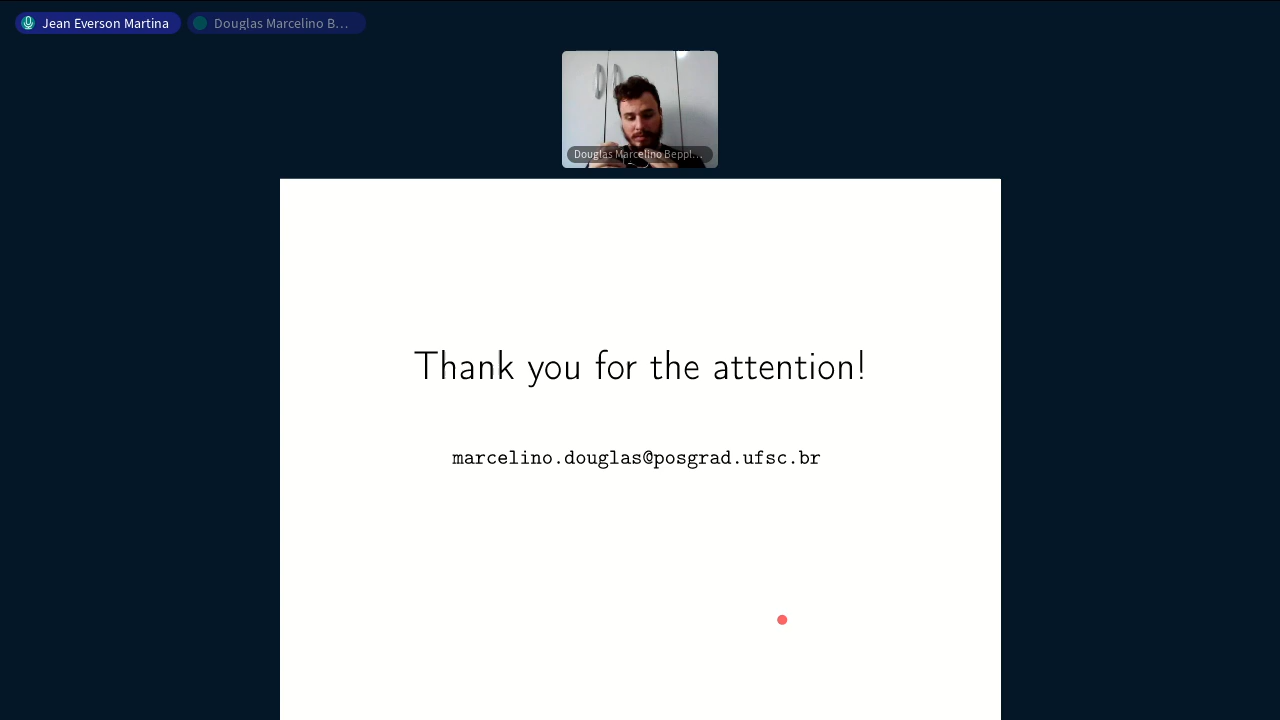 Jean Everson Martina
Douglas Marcelino B...
Douglas Marcelino Beppl...
Thank you for the attention!
marcelino.douglas@posgrad.ufsc.br